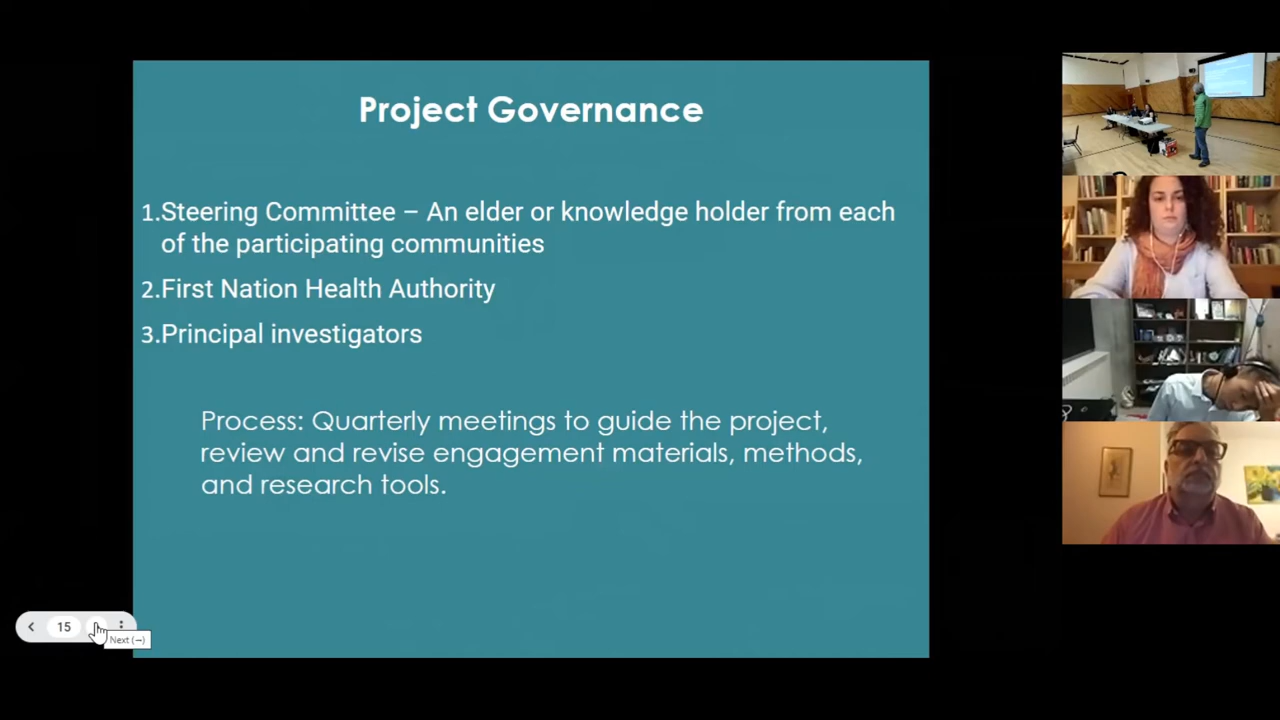 Project Governance
1.Steering Committee – An elder or knowledge holder from each
of the participating communities
2.First Nation Health Authority
3.Principal investigators
Process: Quarterly meetings to guide the project,
review and revise engagement materials, methods,
and research tools.
15
Next (→)